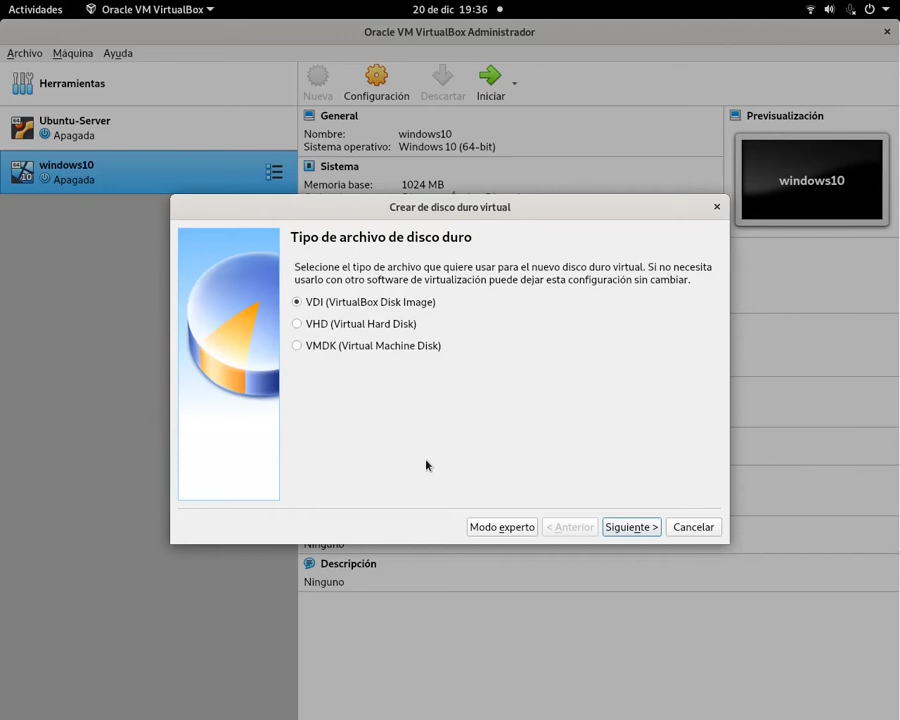 Actividades
Oracle VM VirtualBox
20 de dic 19:36
Oracle VM VirtualBox Administrador
Archivo Máquina Ayuda
Herramientas
Nueva Configuración Descartar Iniciar
Ubuntu-Server
Apagada
windows10
Apagada
General
Nombre: windows10
Sistema operativo: Windows 10 (64-bit)
Sistema
Memoria base: 1024 MB
Previsualización
windows10
Crear de disco duro virtual
Tipo de archivo de disco duro
Selecione el tipo de archivo que quiere usar para el nuevo disco duro virtual. Si no necesita
usarlo con otro software de virtualización puede dejar esta configuración sin cambiar.
VDI (VirtualBox Disk Image)
VHD (Virtual Hard Disk)
VMDK (Virtual Machine Disk)
Modo experto < Anterior Siguiente > Cancelar
Ninguno
Descripción
Ninguno